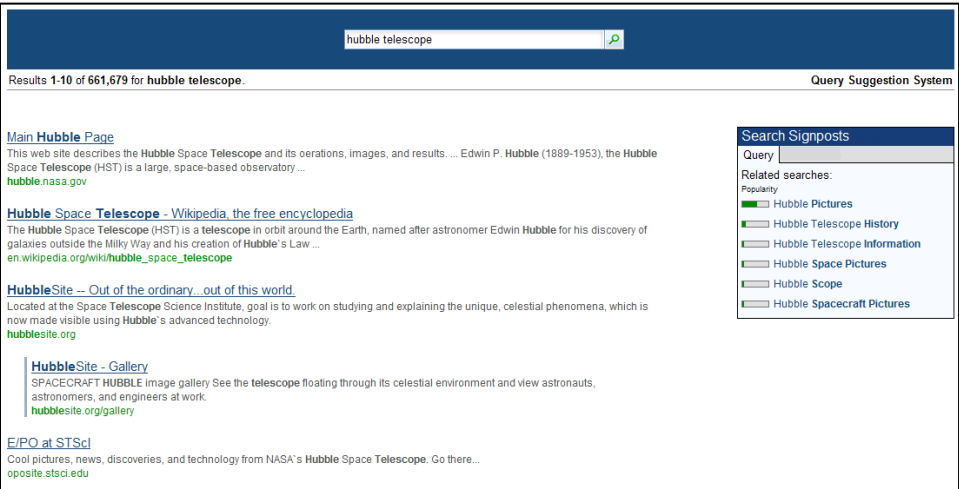 hubble telescope
Results 1-10 of 661,679 for hubble telescope.
Query Suggestion System
Main Hubble Page
This web site describes the Hubble Space Telescope and its oerations, images, and results. ... Edwin P. Hubble (1889-1953), the Hubble
Space Telescope (HST) is a large, space-based observatory ...
hubble.nasa.gov
Hubble Space Telescope - Wikipedia, the free encyclopedia
The Hubble Space Telescope (HST) is a telescope in orbit around the Earth, named after astronomer Edwin Hubble for his discovery of
galaxies outside the Milky Way and his creation of Hubble`s Law ...
en.wikipedia.org/wiki/hubble_space_telescope
HubbleSite -- Out of the ordinary...out of this world.
Located at the Space Telescope Science Institute, goal is to work on studying and explaining the unique, celestial phenomena, which is
now made visible using Hubble`s advanced technology.
hubblesite.org
HubbleSite - Gallery
SPACECRAFT HUBBLE image gallery See the telescope floating through its celestial environment and view astronauts,
astronomers, and engineers at work.
hubblesite.org/gallery
E/PO at STScI
Cool pictures, news, discoveries, and technology from NASA`s Hubble Space Telescope. Go there...
oposite.stsci.edu
Search Signposts
Query
Related searches:
Popularity
Hubble Pictures
Hubble Telescope History
Hubble Telescope Information
Hubble Space Pictures
Hubble Scope
Hubble Spacecraft Pictures